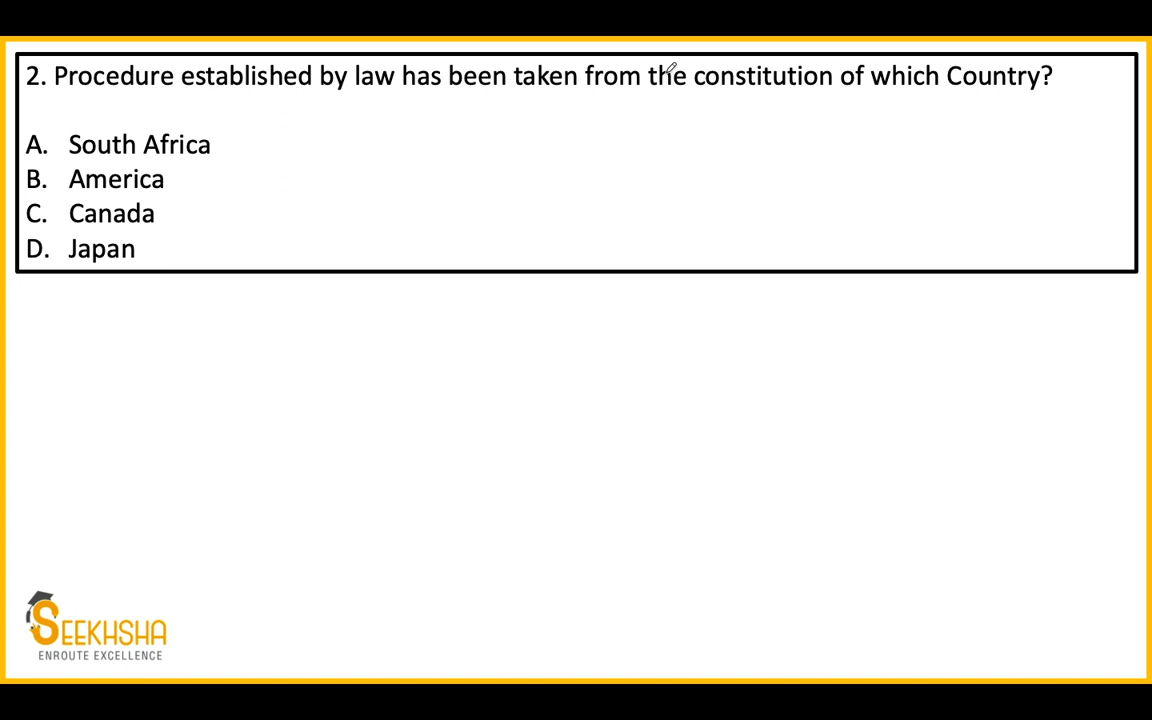 2. Procedure established by law has been taken from the constitution of which Country?
A. South Africa
B. America
C. Canada
D. Japan
SEEKHSHA
ENROUTE EXCELLENCE